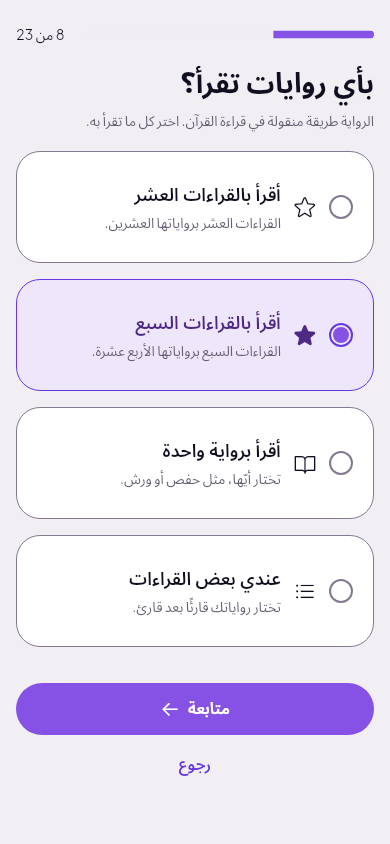 8 من 23
بأي روايات تقرأ؟
الرواية طريقة منقولة في قراءة القرآن. اختر كل ما تقرأ به.
أقرأ بالقراءات العشر
القراءات العشر برواياتها العشرين.
أقرأ بالقراءات السبع
القراءات السبع برواياتها الأربع عشرة.
أقرأ برواية واحدة
تختار أيّها، مثل حفص أو ورش.
عندي بعض القراءات
تختار رواياتك قارئًا بعد قارئ.
متابعة
رجوع